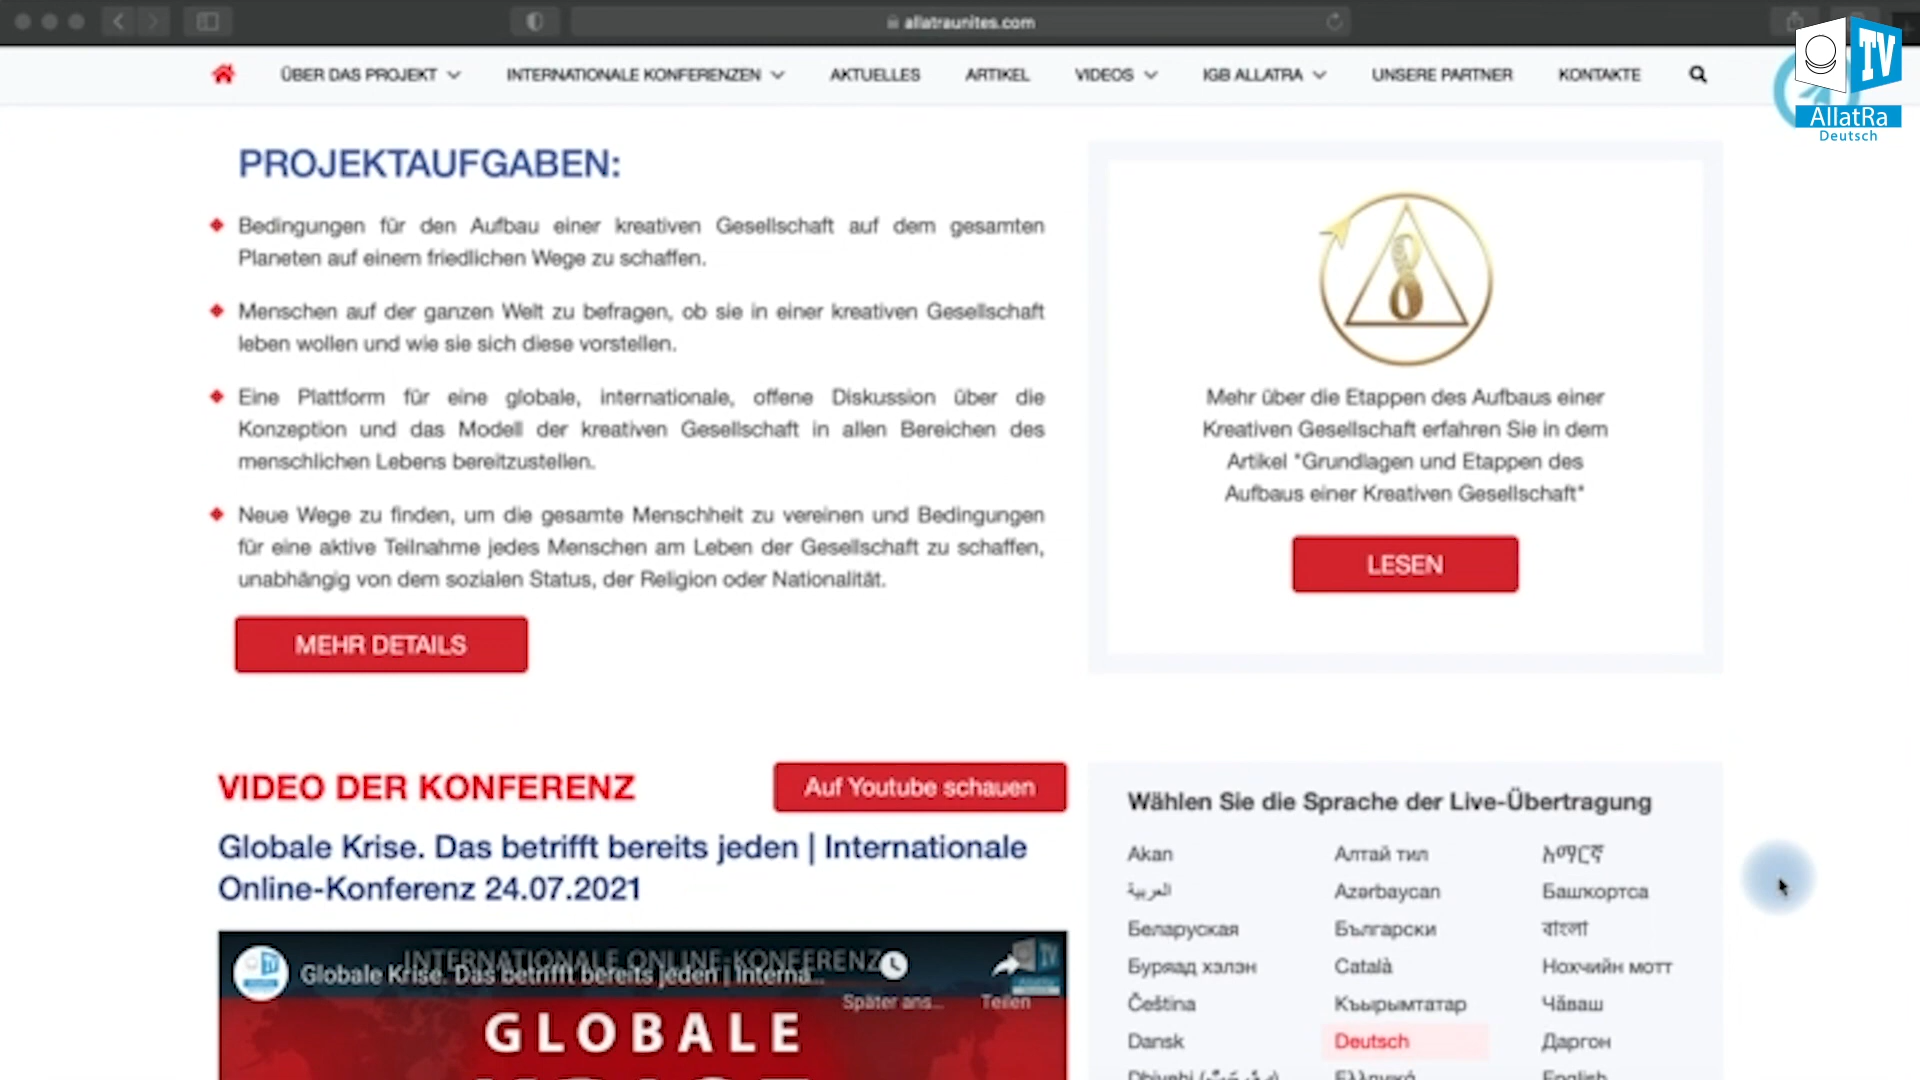 allatraunites.com
ÜBER DAS PROJEKT
INTERNATIONALE KONFERENZEN
AKTUELLES
ARTIKEL
VIDEOS
IGB ALLATRA
UNSERE PARTNER
KONTAKTE
TV
AllatRa
Deutsch
PROJEKTAUFGABEN:
Bedingungen für den Aufbau einer kreativen Gesellschaft auf dem gesamten
Planeten auf einem friedlichen Wege zu schaffen.
Menschen auf der ganzen Welt zu befragen, ob sie in einer kreativen Gesellschaft
leben wollen und wie sie sich diese vorstellen.
Eine Plattform für eine globale, internationale, offene Diskussion über die
Konzeption und das Modell der kreativen Gesellschaft in allen Bereichen des
menschlichen Lebens bereitzustellen.
Neue Wege zu finden, um die gesamte Menschheit zu vereinen und Bedingungen
für eine aktive Teilnahme jedes Menschen am Leben der Gesellschaft zu schaffen,
unabhängig von dem sozialen Status, der Religion oder Nationalität.
MEHR DETAILS
Mehr über die Etappen des Aufbaus einer
Kreativen Gesellschaft erfahren Sie in dem
Artikel "Grundlagen und Etappen des
Aufbaus einer Kreativen Gesellschaft"
LESEN
VIDEO DER KONFERENZ
Auf Youtube schauen
Globale Krise. Das betrifft bereits jeden | Internationale
Online-Konferenz 24.07.2021
INTERNATIONALE ONLINE-KONFERENZ
Globale Krise. Das betrifft bereits jeden | Interna...
Später ans...
Teilen
GLOBALE
Wählen Sie die Sprache der Live-Übertragung
Akan
Алтай тил
አማርኛ
العربية
Azərbaycan
Башкортса
Беларуская
Български
বাংলা
Буряад хэлэн
Català
Нохчийн мотт
Čeština
Къырымтатар
Чӑваш
Dansk
Deutsch
Даргон
Ελληνικά
English